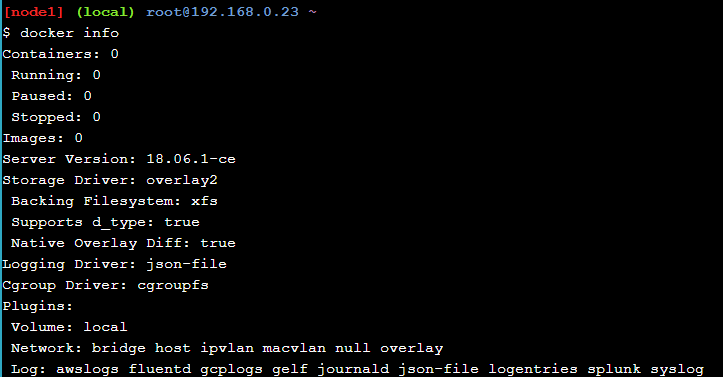 [node1] (local) root@192.168.0.23 ~
$ docker info
Containers: 0
 Running: 0
 Paused: 0
 Stopped: 0
Images: 0
Server Version: 18.06.1-ce
Storage Driver: overlay2
 Backing Filesystem: xfs
 Supports d_type: true
 Native Overlay Diff: true
Logging Driver: json-file
Cgroup Driver: cgroupfs
Plugins:
 Volume: local
 Network: bridge host ipvlan macvlan null overlay
 Log: awslogs fluentd gcplogs gelf journald json-file logentries splunk syslog